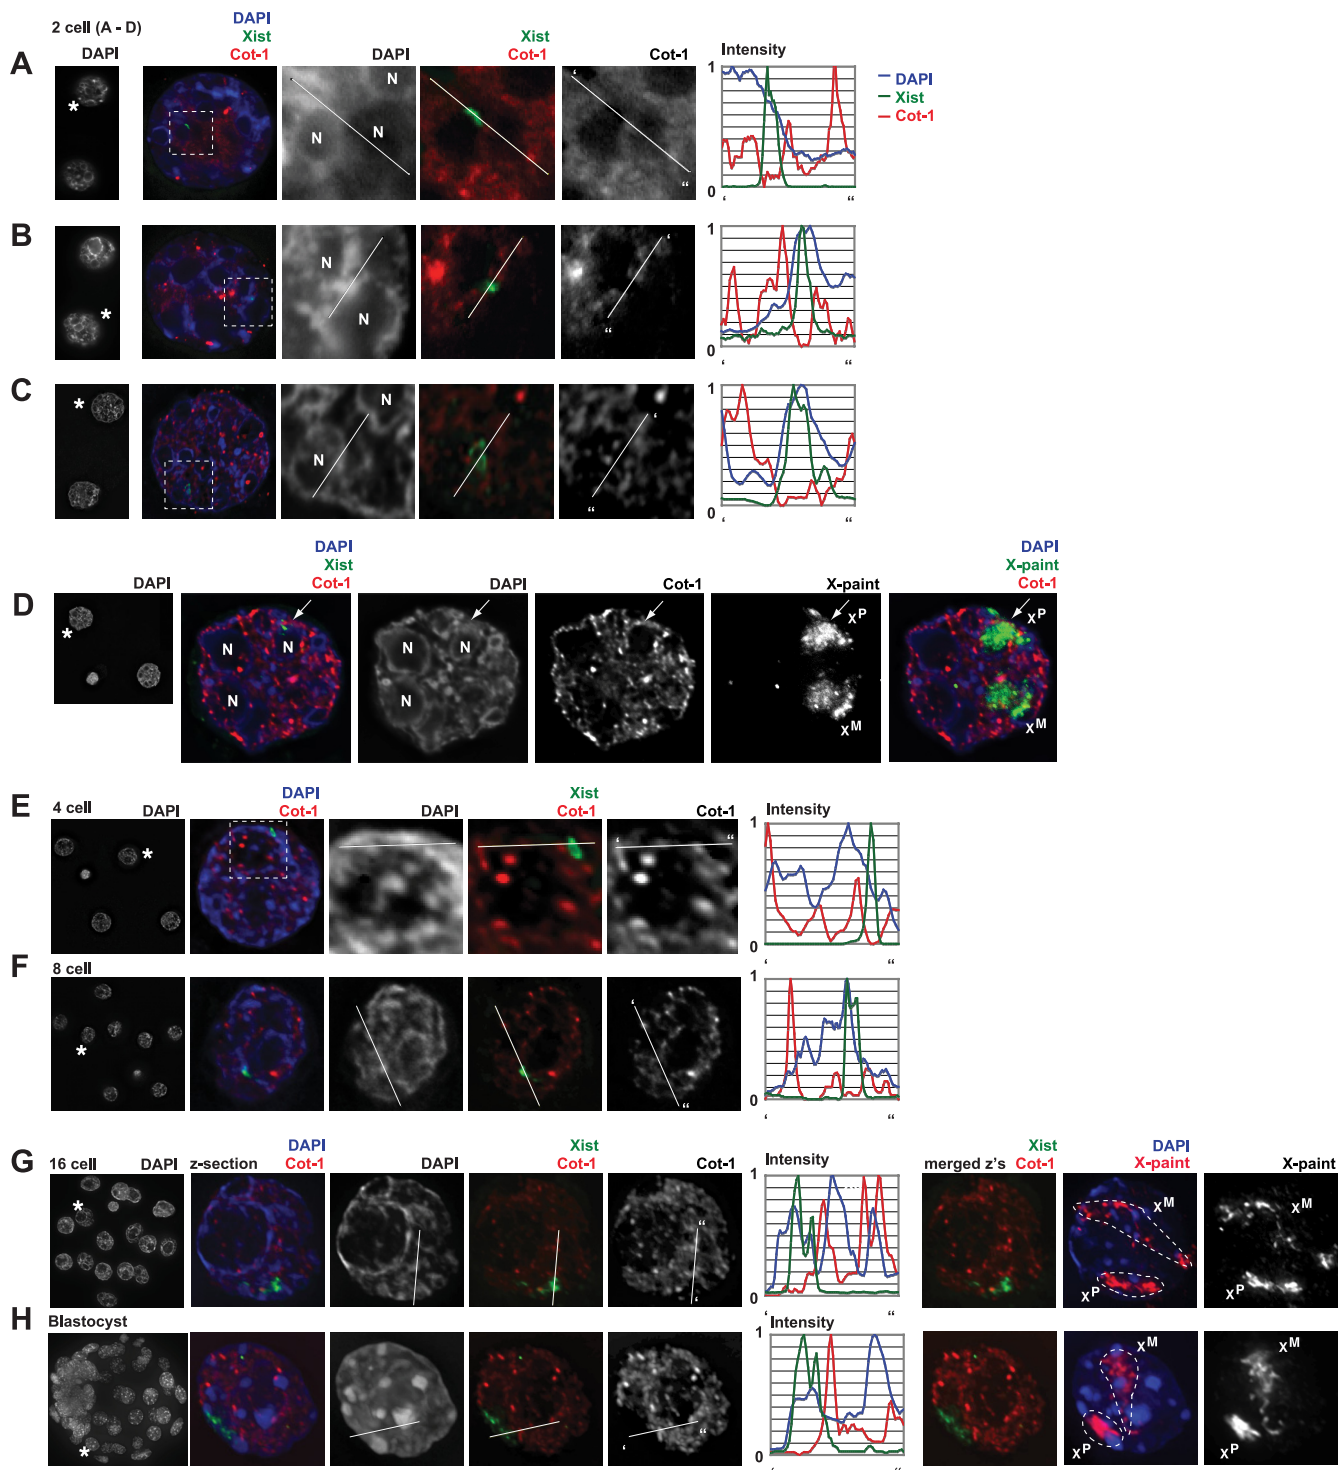 2 cell (A - D)
DAPI
DAPI
Xist
Cot-1
DAPI
Xist
Cot-1
Cot-1
Intensity
A
*
N
N
N
‘
“
1
0
‘
“
DAPI
Xist
Cot-1
B
*
N
N
‘
“
1
0
‘
“
C
*
N
N
‘
“
1
0
‘
“
D
DAPI
*
DAPI
Xist
Cot-1
N
N
N
DAPI
N
N
N
Cot-1
X-paint
XP
XM
DAPI
X-paint
Cot-1
XP
XM
E
4 cell
DAPI
*
DAPI
Cot-1
DAPI
Xist
Cot-1
‘
“
Cot-1
‘
“
Intensity
1
0
‘
“
F
8 cell
*
‘
“
1
0
‘
“
G
16 cell
DAPI
*
z-section
DAPI
Cot-1
DAPI
Xist
Cot-1
Cot-1
“
‘
Intensity
1
0
‘
“
merged z's
Xist
Cot-1
DAPI
X-paint
XM
XP
X-paint
XM
XP
H
Blastocyst
*
‘
“
Intensity
1
0
‘
“
XM
XP
XM
XP